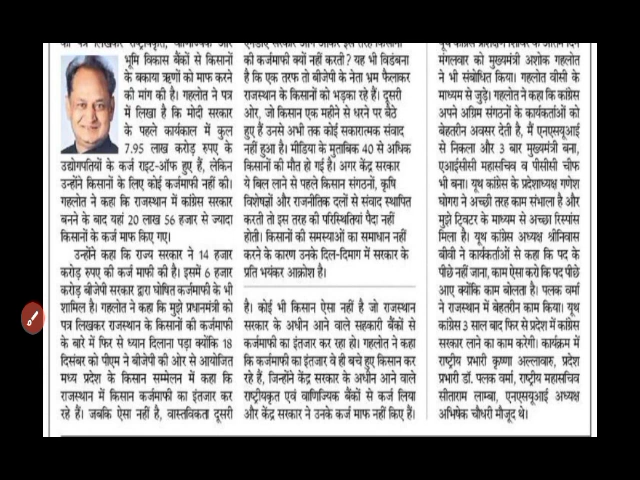 भूमि विकास बैंकों से किसानों
के बकाया ऋणों को माफ करने
की मांग की है। गहलोत ने पत्र
में लिखा है कि मोदी सरकार
के पहले कार्यकाल में कुल
7.95 लाख करोड़ रुपए के
उद्योगपतियों के कर्ज राइट-ऑफ हुए हैं, लेकिन
उन्होंने किसानों के लिए कोई कर्जमाफी नहीं की।
गहलोत ने कहा कि राजस्थान में कांग्रेस सरकार
बनने के बाद यहां 20 लाख 56 हजार से ज्यादा
किसानों के कर्ज माफ किए गए।
उन्होंने कहा कि राज्य सरकार ने 14 हजार
करोड़ रुपए की कर्ज माफी की है। इसमें 6 हजार
करोड़ बीजेपी सरकार द्वारा घोषित कर्जमाफी के भी
शामिल है। गहलोत ने कहा कि मुझे प्रधानमंत्री को
पत्र लिखकर राजस्थान के किसानों की कर्जमाफी
के बारे में फिर से ध्यान दिलाना पड़ा क्योंकि 18
दिसंबर को पीएम ने बीजेपी की ओर से आयोजित
मध्य प्रदेश के किसान सम्मेलन में कहा कि
राजस्थान में किसान कर्जमाफी का इंतजार कर
रहे हैं। जबकि ऐसा नहीं है, वास्तविकता दूसरी
की कर्जमाफी क्यों नहीं करती? यह भी विडंबना
है कि एक तरफ तो बीजेपी के नेता भ्रम फैलाकर
राजस्थान के किसानों को भड़का रहे हैं। दूसरी
ओर, जो किसान एक महीने से धरने पर बैठे
हुए हैं उनसे अभी तक कोई सकारात्मक संवाद
नहीं हुआ है। मीडिया के मुताबिक 40 से अधिक
किसानों की मौत हो गई है। अगर केंद्र सरकार
ये बिल लाने से पहले किसान संगठनों, कृषि
विशेषज्ञों और राजनीतिक दलों से संवाद स्थापित
करती तो इस तरह की परिस्थितियां पैदा नहीं
होती। किसानों की समस्याओं का समाधान नहीं
करने के कारण उनके दिल-दिमाग में सरकार के
प्रति भयंकर आक्रोश है।
है। कोई भी किसान ऐसा नहीं है जो राजस्थान
सरकार के अधीन आने वाले सहकारी बैंकों से
कर्जमाफी का इंतजार कर रहा हो। गहलोत ने कहा
कि कर्जमाफी का इंतजार वे ही बचे हुए किसान कर
रहे हैं, जिन्होंने केंद्र सरकार के अधीन आने वाले
राष्ट्रीयकृत एवं वाणिज्यिक बैंकों से कर्ज लिया
और केंद्र सरकार ने उनके कर्ज माफ नहीं किए हैं।
मंगलवार को मुख्यमंत्री अशोक गहलोत
ने भी संबोधित किया। गहलोत वीसी के
माध्यम से जुड़े। गहलोत ने कहा कि कांग्रेस
अपने अग्रिम संगठनों के कार्यकर्ताओं को
बेहतरीन अवसर देती है, मैं एनएसयूआई
से निकला और 3 बार मुख्यमंत्री बना,
एआईसीसी महासचिव व पीसीसी चीफ
भी बना। यूथ कांग्रेस के प्रदेशाध्यक्ष गणेश
घोगरा ने अच्छी तरह काम संभाला है और
मुझे ट्विटर के माध्यम से अच्छा रिस्पांस
मिला है। यूथ कांग्रेस अध्यक्ष श्रीनिवास
बीवी ने कार्यकर्ताओं से कहा कि पद के
पीछे नहीं जाना, काम ऐसा करो कि पद पीछे
आए क्योंकि काम बोलता है। पलक वर्मा
ने राजस्थान में बेहतरीन काम किया। यूथ
कांग्रेस 3 साल बाद फिर से प्रदेश में कांग्रेस
सरकार लाने का काम करेगी। कार्यक्रम में
राष्ट्रीय प्रभारी कृष्णा अल्लावारु, प्रदेश
प्रभारी डॉ. पलक वर्मा, राष्ट्रीय महासचिव
सीताराम लाम्बा, एनएसयूआई अध्यक्ष
अभिषेक चौधरी मौजूद थे।